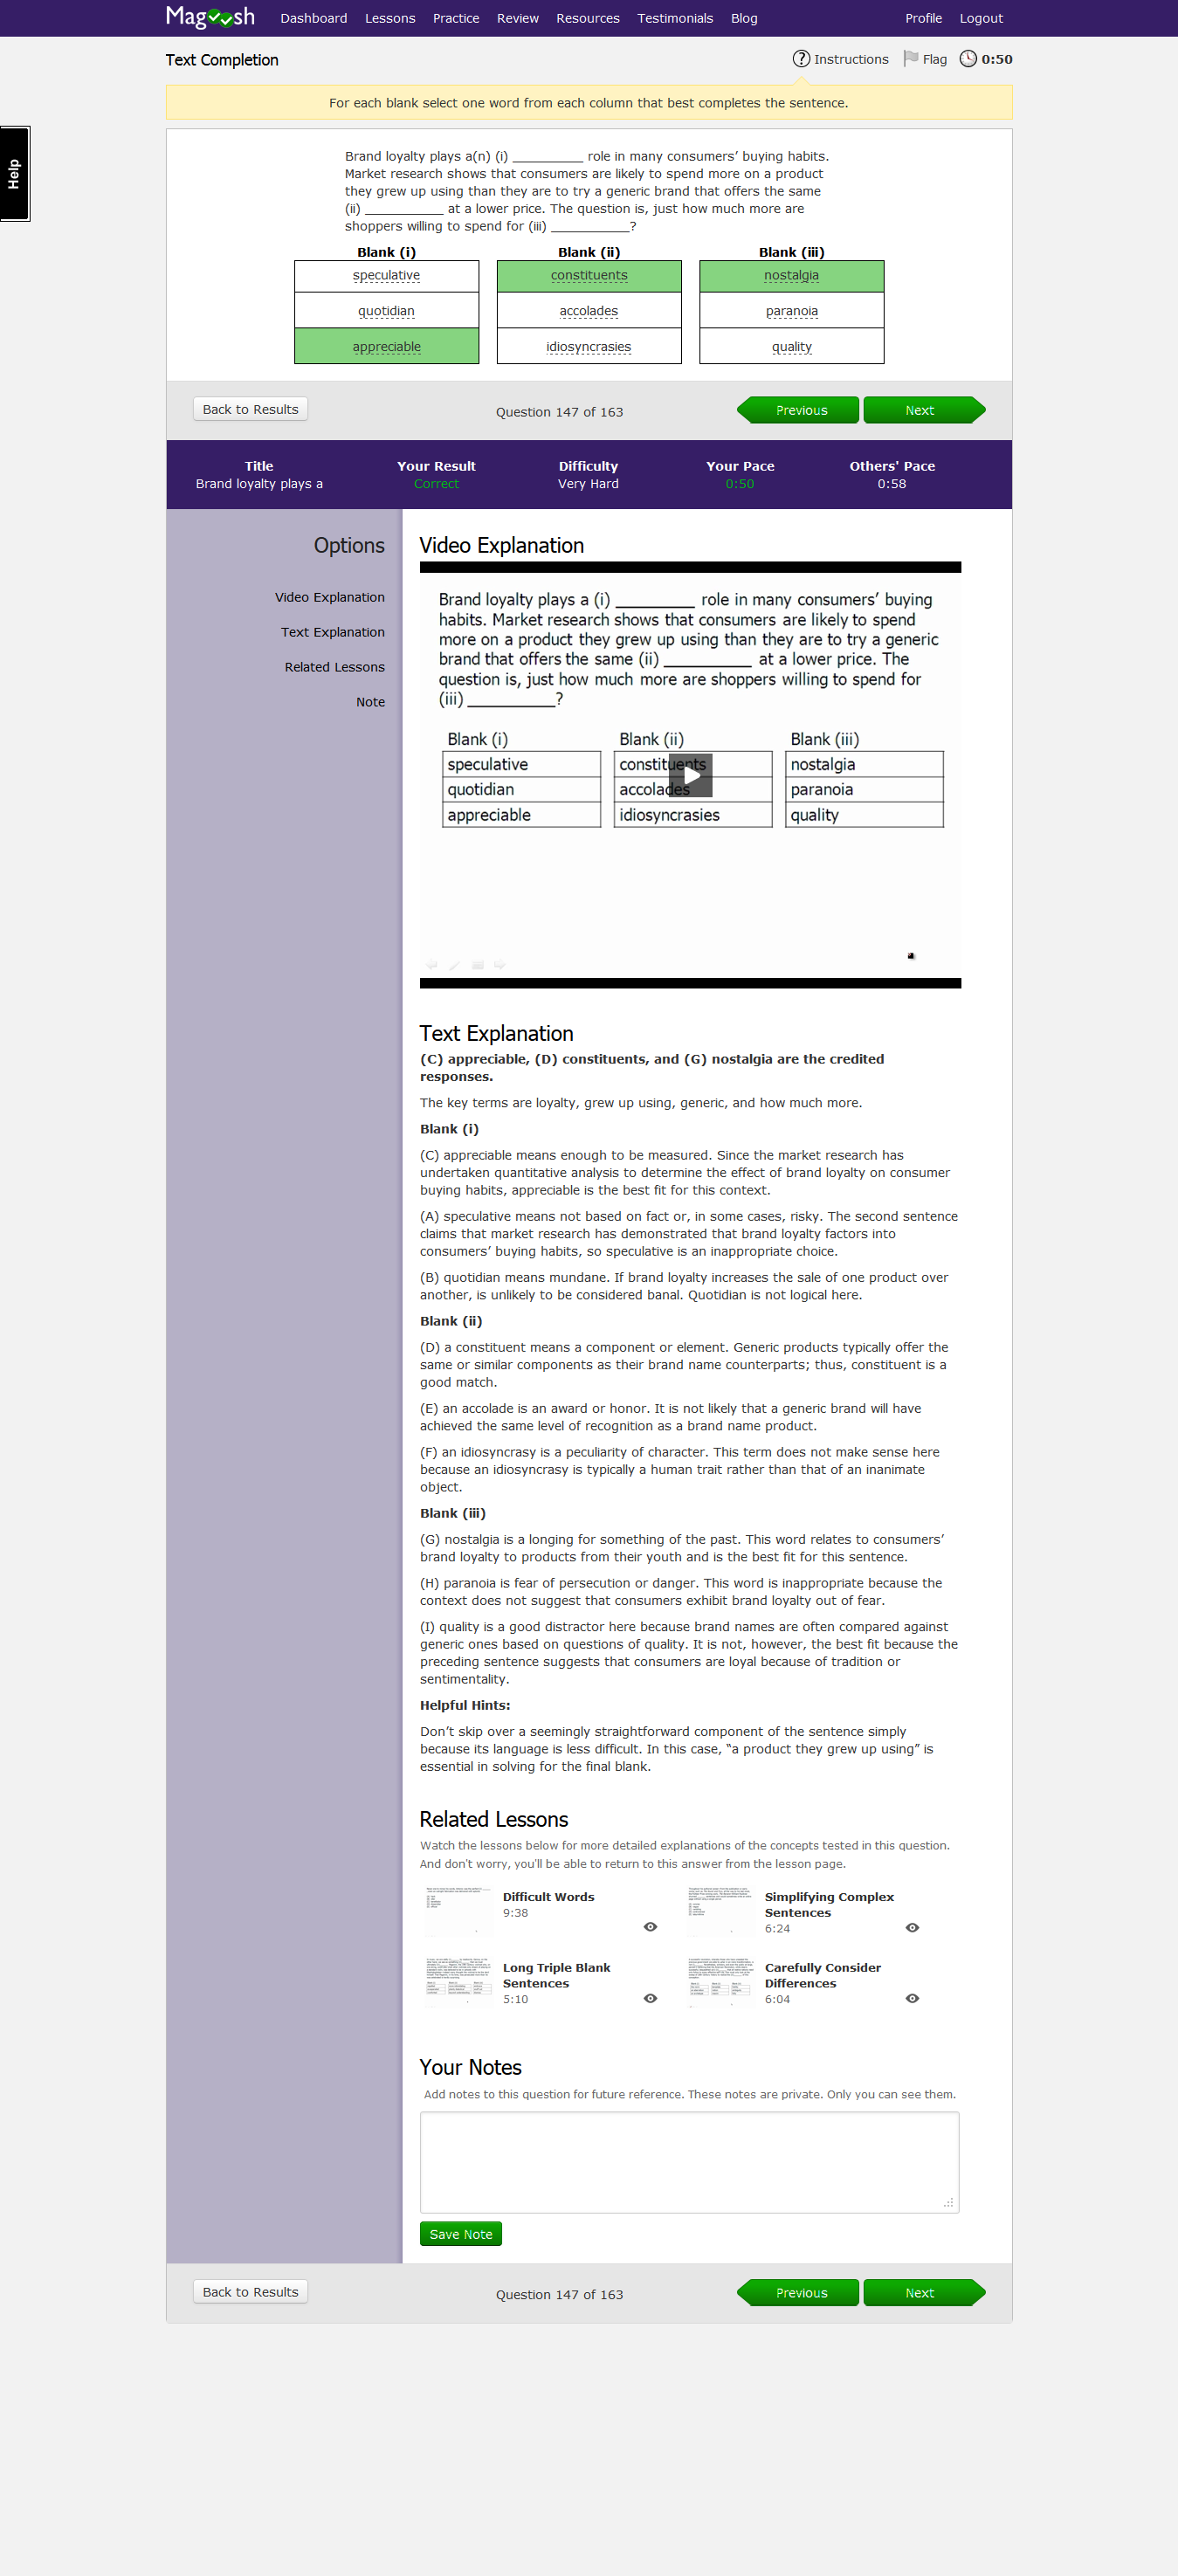 Magoosh Dashboard Lessons Practice Review Resources Testimonials Blog Profile Logout
Text Completion ? Instructions Flag 0:50
For each blank select one word from each column that best completes the sentence.
Help
Brand loyalty plays a(n) (i) __________ role in many consumers’ buying habits.
Market research shows that consumers are likely to spend more on a product
they grew up using than they are to try a generic brand that offers the same
(ii) ___________ at a lower price. The question is, just how much more are
shoppers willing to spend for (iii) ___________?
Blank (i) Blank (ii) Blank (iii)
speculative constituents nostalgia
quotidian accolades paranoia
appreciable idiosyncrasies quality
Back to Results Question 147 of 163 Previous Next
Title Your Result Difficulty Your Pace Others' Pace
Brand loyalty plays a Correct Very Hard 0:50 0:58
Options
Video Explanation
Text Explanation
Related Lessons
Note
Video Explanation
Brand loyalty plays a (i) _________ role in many consumers’ buying
habits. Market research shows that consumers are likely to spend
more on a product they grew up using than they are to try a generic
brand that offers the same (ii) __________ at a lower price. The
question is, just how much more are shoppers willing to spend for
(iii) __________?
Blank (i) Blank (ii) Blank (iii)
speculative constituents nostalgia
quotidian accolades paranoia
appreciable idiosyncrasies quality
Text Explanation
(C) appreciable, (D) constituents, and (G) nostalgia are the credited
responses.
The key terms are loyalty, grew up using, generic, and how much more.
Blank (i)
(C) appreciable means enough to be measured. Since the market research has
undertaken quantitative analysis to determine the effect of brand loyalty on consumer
buying habits, appreciable is the best fit for this context.
(A) speculative means not based on fact or, in some cases, risky. The second sentence
claims that market research has demonstrated that brand loyalty factors into
consumers’ buying habits, so speculative is an inappropriate choice.
(B) quotidian means mundane. If brand loyalty increases the sale of one product over
another, is unlikely to be considered banal. Quotidian is not logical here.
Blank (ii)
(D) a constituent means a component or element. Generic products typically offer the
same or similar components as their brand name counterparts; thus, constituent is a
good match.
(E) an accolade is an award or honor. It is not likely that a generic brand will have
achieved the same level of recognition as a brand name product.
(F) an idiosyncrasy is a peculiarity of character. This term does not make sense here
because an idiosyncrasy is typically a human trait rather than that of an inanimate
object.
Blank (iii)
(G) nostalgia is a longing for something of the past. This word relates to consumers’
brand loyalty to products from their youth and is the best fit for this sentence.
(H) paranoia is fear of persecution or danger. This word is inappropriate because the
context does not suggest that consumers exhibit brand loyalty out of fear.
(I) quality is a good distractor here because brand names are often compared against
generic ones based on questions of quality. It is not, however, the best fit because the
preceding sentence suggests that consumers are loyal because of tradition or
sentimentality.
Helpful Hints:
Don’t skip over a seemingly straightforward component of the sentence simply
because its language is less difficult. In this case, “a product they grew up using” is
essential in solving for the final blank.
Related Lessons
Watch the lessons below for more detailed explanations of the concepts tested in this question.
And don't worry, you'll be able to return to this answer from the lesson page.
Difficult Words
9:38
Simplifying Complex
Sentences
6:24
Long Triple Blank
Sentences
5:10
Carefully Consider
Differences
6:04
Your Notes
Add notes to this question for future reference. These notes are private. Only you can see them.
Save Note
Back to Results Question 147 of 163 Previous Next